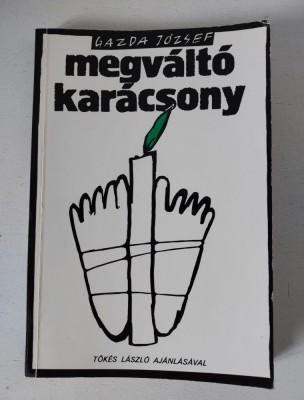 GAZDA JÓZSEF
megváltó
karácsony
TŐKÉS LÁSZLÓ AJÁNLÁSÁVAL